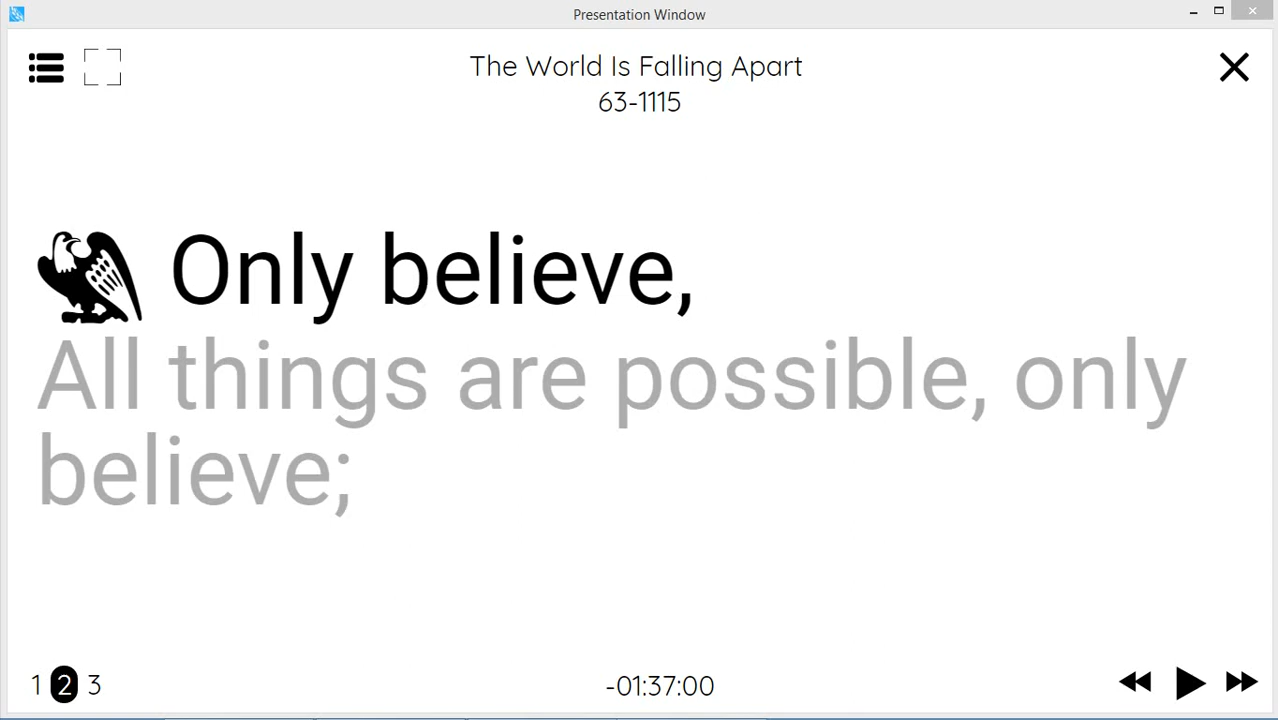 Presentation Window
The World Is Falling Apart
63-1115
Only believe,
All things are possible, only
believe;
1 2 3
-01:37:00